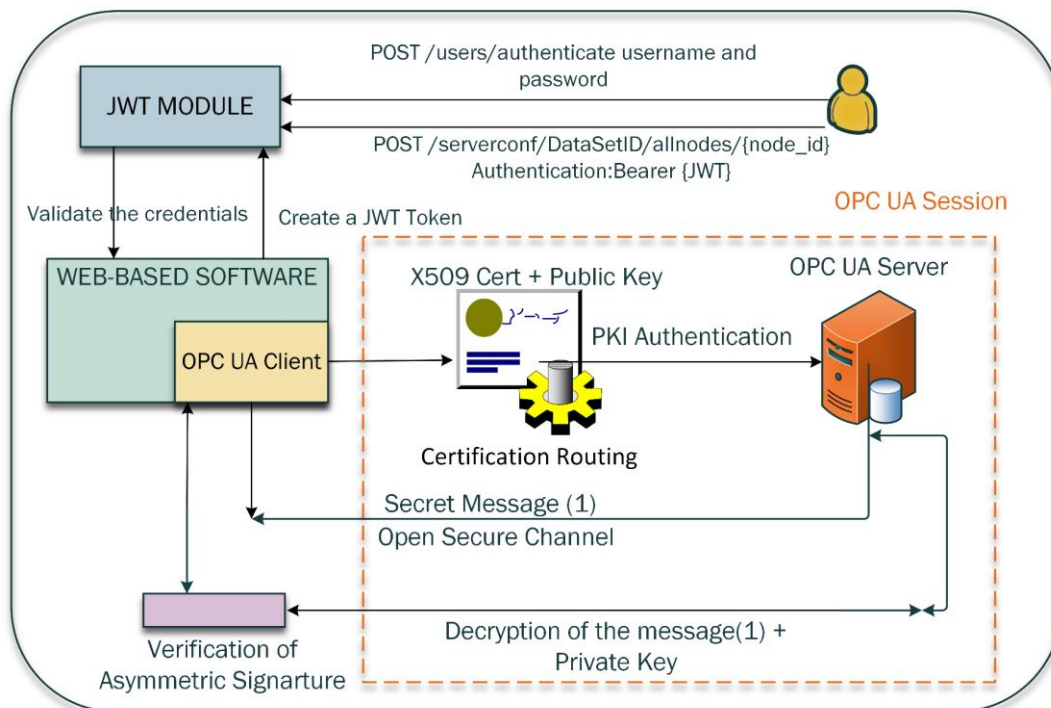 POST /users/authenticate username and
password
JWT MODULE
POST /serverconf/DataSetID/allnodes/{node_id}
Authentication:Bearer {JWT}
Validate the credentials
Create a JWT Token
OPC UA Session
WEB-BASED SOFTWARE
OPC UA Client
X509 Cert + Public Key
OPC UA Server
PKI Authentication
Certification Routing
Secret Message (1)
Open Secure Channel
Decryption of the message(1) +
Private Key
Verification of
Asymmetric Signarture